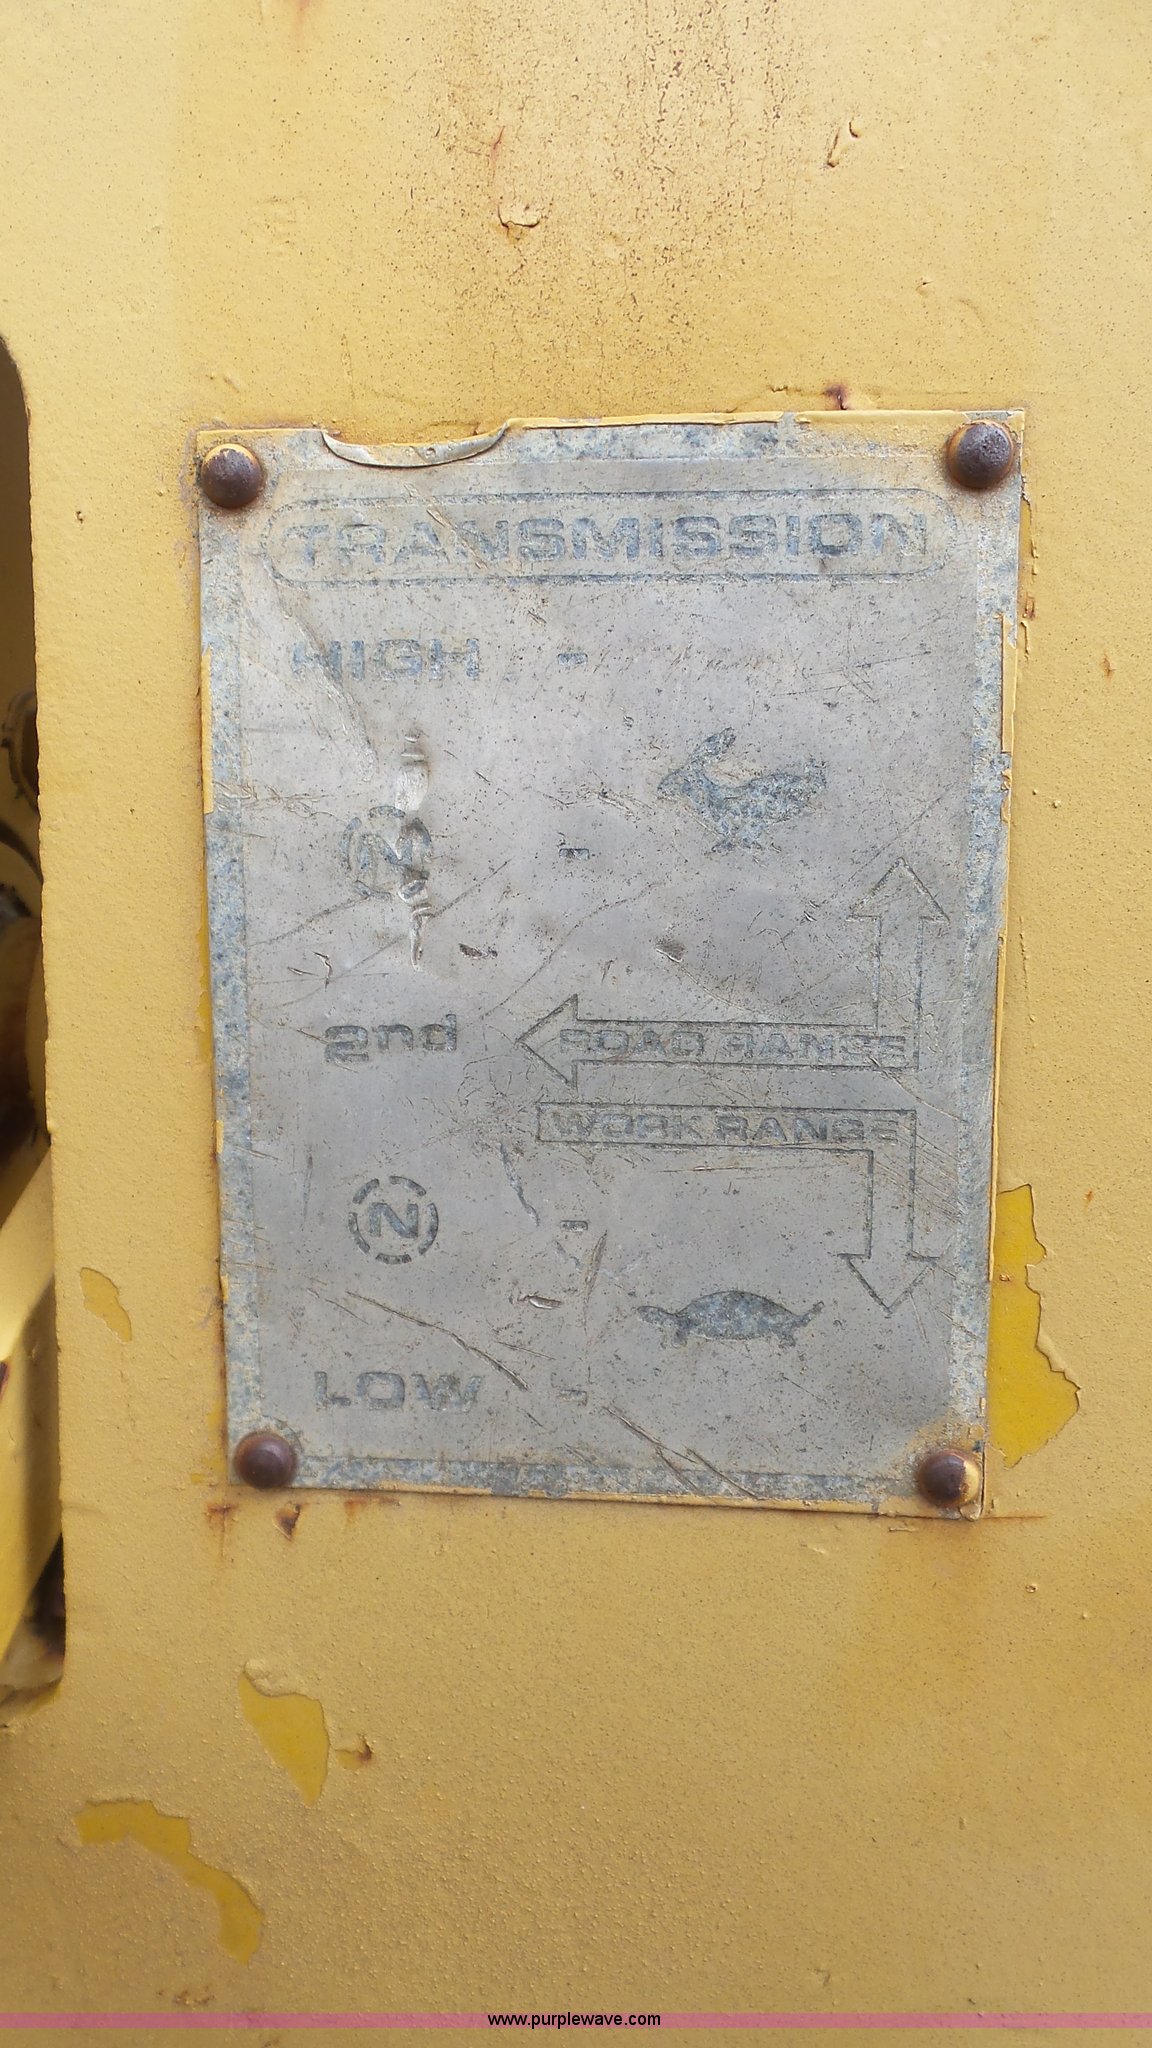 TRANSMISSION
HIGH -
N -
2nd
ROAD RANGE
WORK RANGE
N -
LOW -
www.purplewave.com